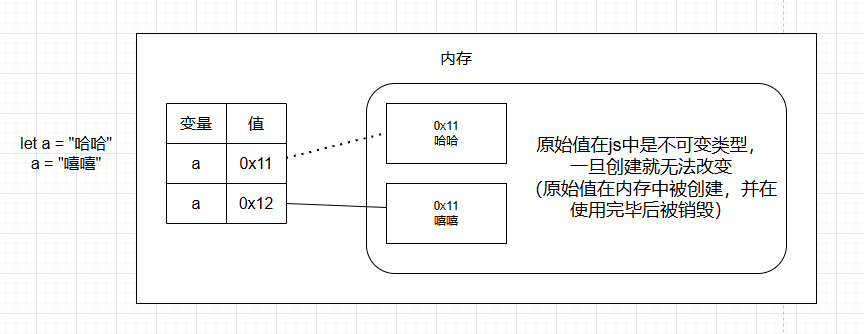 内存
let a = "哈哈"
a = "嘻嘻"
变量 值
a 0x11
a 0x12
0x11
哈哈
0x11
嘻嘻
原始值在js中是不可变类型，
一旦创建就无法改变
（原始值在内存中被创建，并在
使用完毕后被销毁）